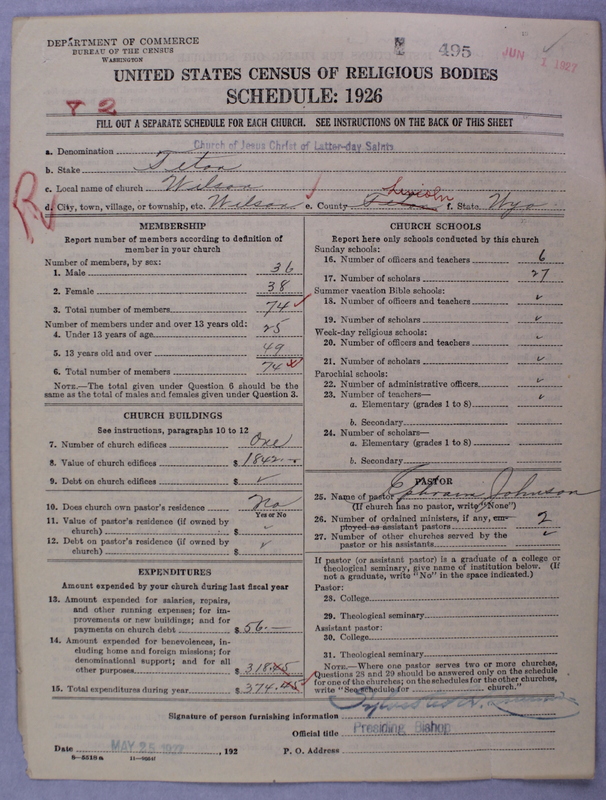 DEPARTMENT OF COMMERCE
BUREAU OF THE CENSUS
WASHINGTON
495
JUN 1 1927
UNITED STATES CENSUS OF RELIGIOUS BODIES
SCHEDULE: 1926
FILL OUT A SEPARATE SCHEDULE FOR EACH CHURCH. SEE INSTRUCTIONS ON THE BACK OF THIS SHEET
a. Denomination Church of Jesus Christ of Latter-day Saints
b. Stake Teton
c. Local name of church Wilson
R
d. City, town, village, or township, etc. Wilson e. County Teton Lincoln f. State Wyo
MEMBERSHIP
Report number of members according to definition of
member in your church
Number of members, by sex:
1. Male 36
2. Female 38
3. Total number of members 74
Number of members under and over 13 years old:
4. Under 13 years of age 25
5. 13 years old and over 49
6. Total number of members 74
NOTE.—The total given under Question 6 should be the
same as the total of males and females given under Question 3.
CHURCH BUILDINGS
See instructions, paragraphs 10 to 12
7. Number of church edifices One
8. Value of church edifices $ 1842
9. Debt on church edifices $ ✓
10. Does church own pastor's residence No
Yes or No
11. Value of pastor's residence (if owned by
church) $ ✓
12. Debt on pastor's residence (if owned by
church) $ ✓
EXPENDITURES
Amount expended by your church during last fiscal year
13. Amount expended for salaries, repairs,
and other running expenses; for im-
provements or new buildings; and for
payments on church debt $ 56.—
14. Amount expended for benevolences, in-
cluding home and foreign missions; for
denominational support; and for all
other purposes $ 318.45
15. Total expenditures during year $ 374.45
CHURCH SCHOOLS
Report here only schools conducted by this church
Sunday schools:
16. Number of officers and teachers 6
17. Number of scholars 27
Summer vacation Bible schools:
18. Number of officers and teachers ✓
19. Number of scholars ✓
Week-day religious schools:
20. Number of officers and teachers ✓
21. Number of scholars ✓
Parochial schools:
22. Number of administrative officers ✓
23. Number of teachers— ✓
a. Elementary (grades 1 to 8)
b. Secondary
24. Number of scholars—
a. Elementary (grades 1 to 8)
b. Secondary
PASTOR
25. Name of pastor Ephraim Johnson
(If church has no pastor, write "None")
26. Number of ordained ministers, if any, em-
ployed as assistant pastors 2
27. Number of other churches served by the
pastor or his assistants ✓
If pastor (or assistant pastor) is a graduate of a college or
theological seminary, give name of institution below. (If
not a graduate, write "No" in the space indicated.)
Pastor:
28. College
29. Theological seminary
Assistant pastor:
30. College
31. Theological seminary
NOTE.—Where one pastor serves two or more churches,
Questions 28 and 29 should be answered only on the schedule
for one of the churches; on the schedules for the other churches,
write "See schedule for church."
Signature of person furnishing information
Official title Presiding Bishop
Date MAY 25 1927, 192 P. O. Address
8—5510a